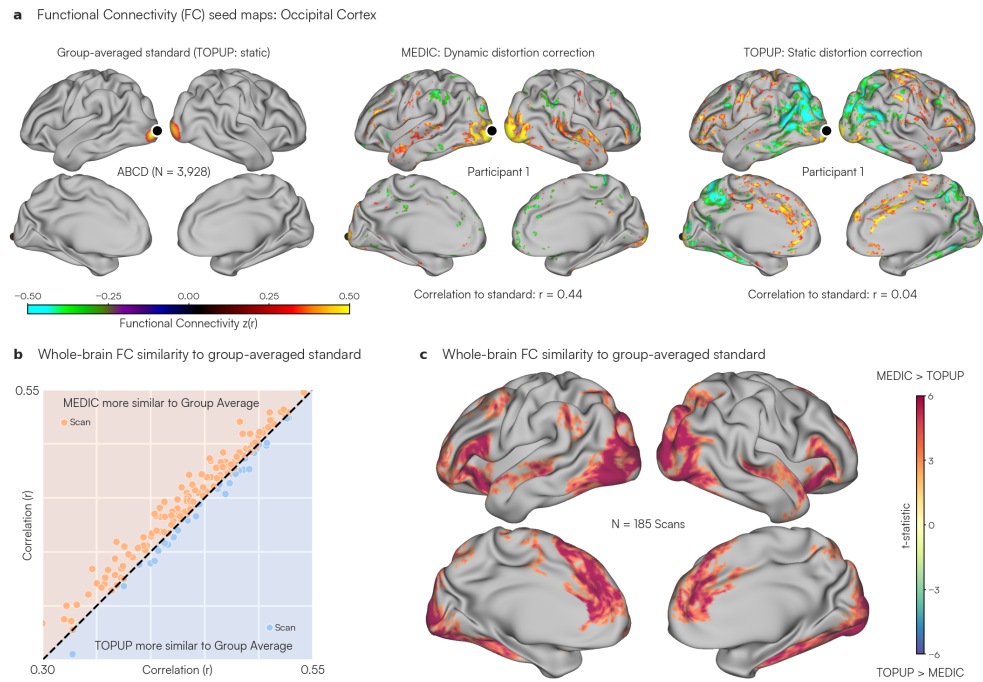 a Functional Connectivity (FC) seed maps: Occipital Cortex
Group-averaged standard (TOPUP: static)
MEDIC: Dynamic distortion correction
TOPUP: Static distortion correction
ABCD (N = 3,928)
Participant 1
Participant 1
−0.50 −0.25 0.00 0.25 0.50
Functional Connectivity z(r)
Correlation to standard: r = 0.44
Correlation to standard: r = 0.04
b Whole-brain FC similarity to group-averaged standard
0.55
MEDIC more similar to Group Average
Scan
Correlation (r)
Scan
TOPUP more similar to Group Average
0.30
Correlation (r)
0.55
c Whole-brain FC similarity to group-averaged standard
MEDIC > TOPUP
6
3
0
−3
−6
t-statistic
N = 185 Scans
TOPUP > MEDIC